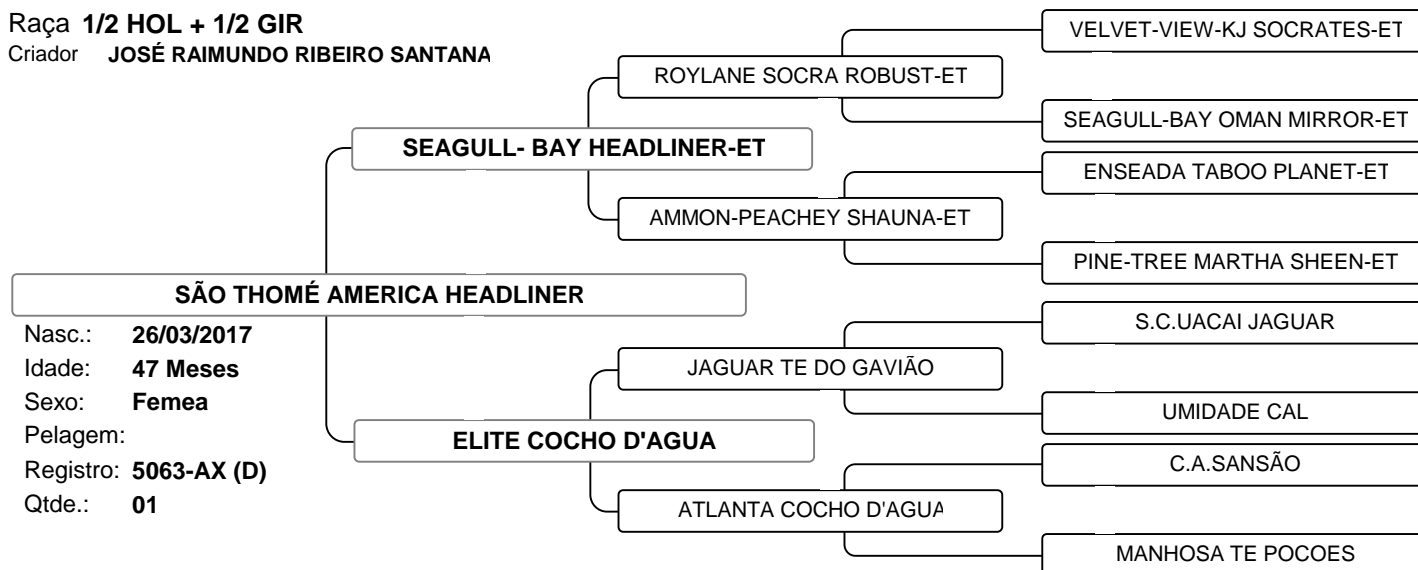 Raça 1/2 HOL + 1/2 GIR
Criador JOSÉ RAIMUNDO RIBEIRO SANTANA
VELVET-VIEW-KJ SOCRATES-ET
ROYLANE SOCRA ROBUST-ET
SEAGULL-BAY OMAN MIRROR-ET
SEAGULL- BAY HEADLINER-ET
ENSEADA TABOO PLANET-ET
AMMON-PEACHEY SHAUNA-ET
PINE-TREE MARTHA SHEEN-ET
SÃO THOMÉ AMERICA HEADLINER
Nasc.: 26/03/2017
Idade: 47 Meses
Sexo: Femea
Pelagem:
Registro: 5063-AX (D)
Qtde.: 01
S.C.UACAI JAGUAR
JAGUAR TE DO GAVIÃO
UMIDADE CAL
ELITE COCHO D'AGUA
C.A.SANSÃO
ATLANTA COCHO D'AGUA
MANHOSA TE POCOES